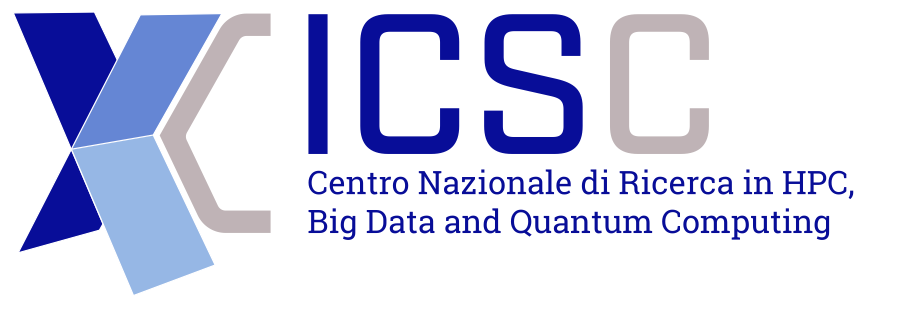 ICSC
Centro Nazionale di Ricerca in HPC,
Big Data and Quantum Computing